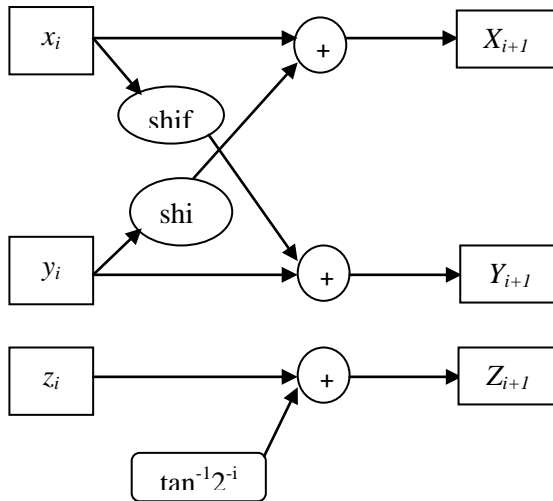 xᵢ
+
Xᵢ₊₁
shif
shi
yᵢ
+
Yᵢ₊₁
zᵢ
+
Zᵢ₊₁
tan⁻¹2⁻ⁱ